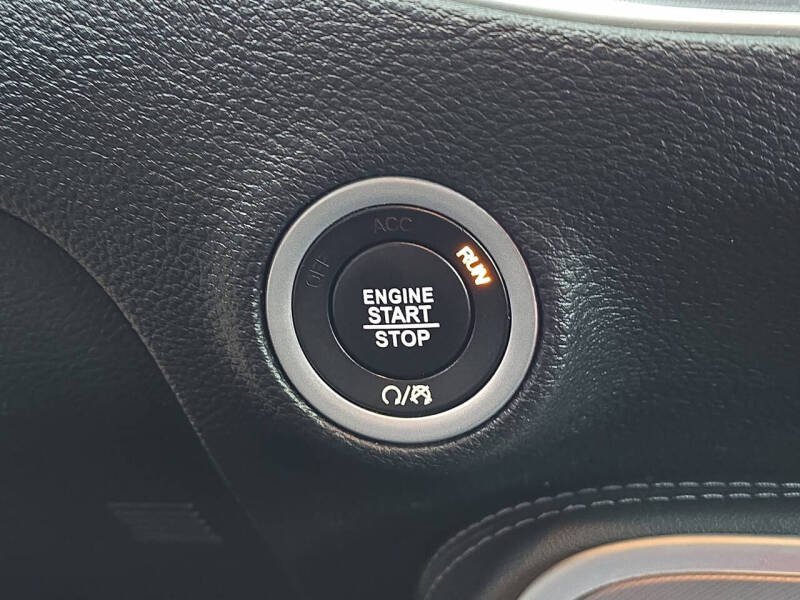 ACC
OFF
RUN
ENGINE
START
STOP